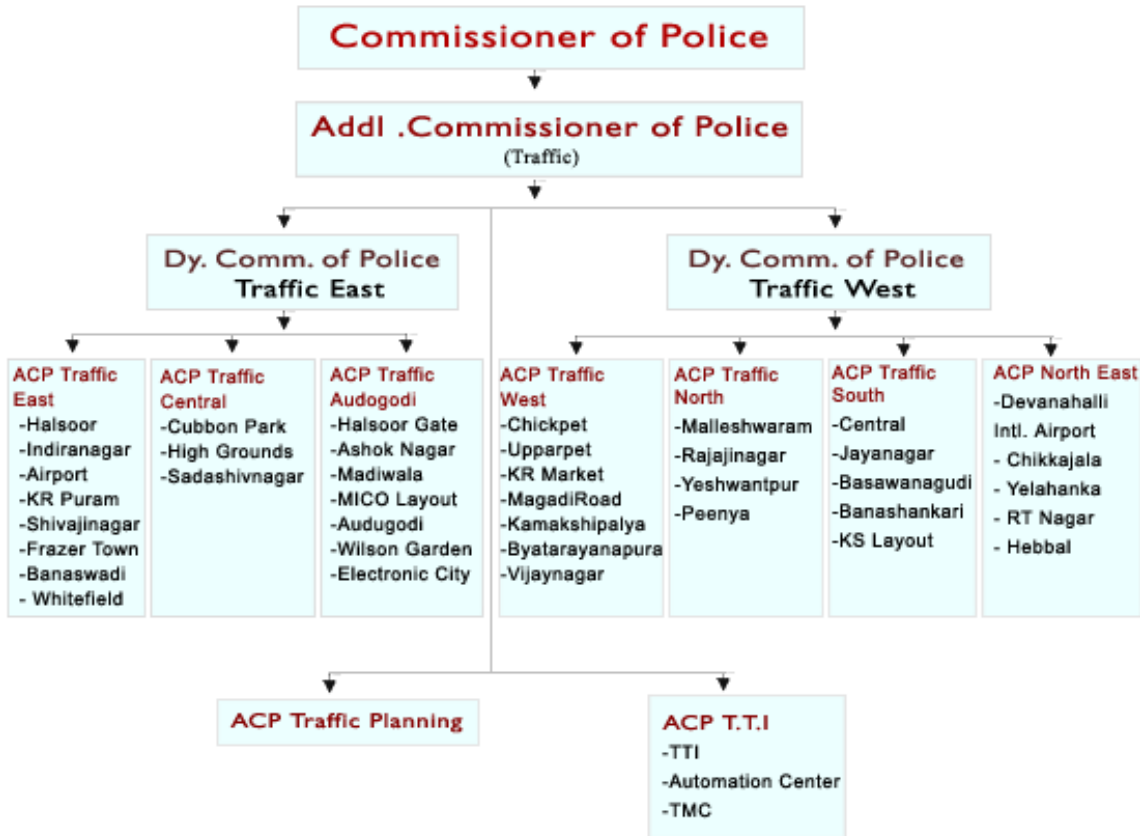 Commissioner of Police
Addl .Commissioner of Police
(Traffic)
Dy. Comm. of Police
Traffic East
Dy. Comm. of Police
Traffic West
ACP Traffic
East
-Halsoor
-Indiranagar
-Airport
-KR Puram
-Shivajinagar
-Frazer Town
-Banaswadi
- Whitefield
ACP Traffic
Central
-Cubbon Park
-High Grounds
-Sadashivnagar
ACP Traffic
Audogodi
-Halsoor Gate
-Ashok Nagar
-Madiwala
-MICO Layout
-Audugodi
-Wilson Garden
-Electronic City
ACP Traffic
West
-Chickpet
-Upparpet
-KR Market
-MagadiRoad
-Kamakshipalya
-Byatarayanapura
-Vijaynagar
ACP Traffic
North
-Malleshwaram
-Rajajinagar
-Yeshwantpur
-Peenya
ACP Traffic
South
-Central
-Jayanagar
-Basawanagudi
-Banashankari
-KS Layout
ACP North East
-Devanahalli
Intl. Airport
- Chikkajala
- Yelahanka
- RT Nagar
- Hebbal
ACP Traffic Planning
ACP T.T.I
-TTI
-Automation Center
-TMC